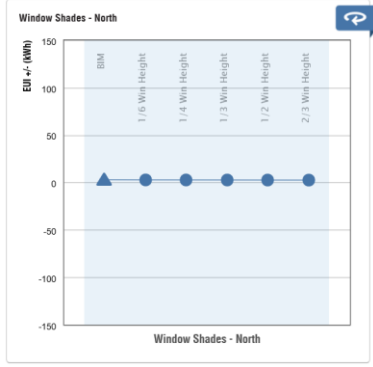 Window Shades - North
EUI +/- (kWh)
150
100
50
0
-50
-100
-150
BIM
1/6 Win Height
1/4 Win Height
1/3 Win Height
1/2 Win Height
2/3 Win Height
Window Shades - North